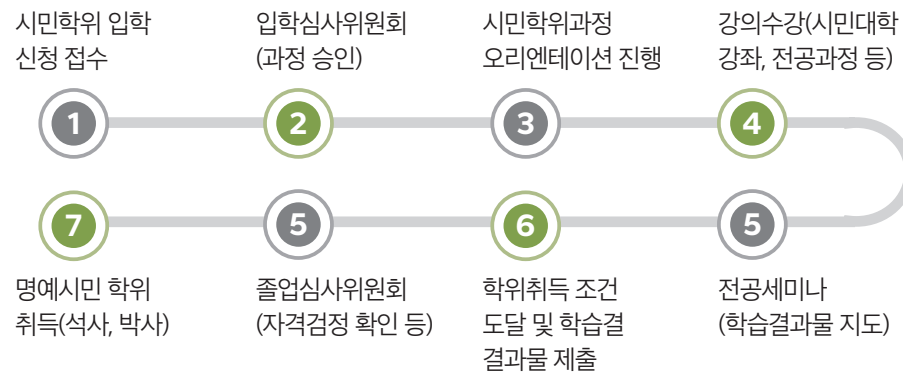 시민학위 입학
신청 접수
입학심사위원회
(과정 승인)
시민학위과정
오리엔테이션 진행
강의수강(시민대학
강좌, 전공과정 등)
1
2
3
4
7
5
6
5
명예시민 학위
취득(석사, 박사)
졸업심사위원회
(자격검정 확인 등)
학위취득 조건
도달 및 학습결
결과물 제출
전공세미나
(학습결과물 지도)